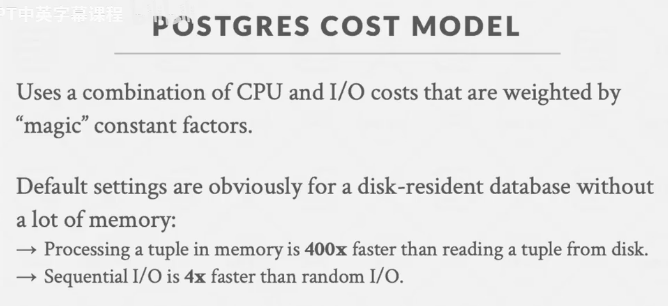 PT中英字幕课程
POSTGRES COST MODEL
Uses a combination of CPU and I/O costs that are weighted by
“magic” constant factors.
Default settings are obviously for a disk-resident database without
a lot of memory:
→ Processing a tuple in memory is 400x faster than reading a tuple from disk.
→ Sequential I/O is 4x faster than random I/O.